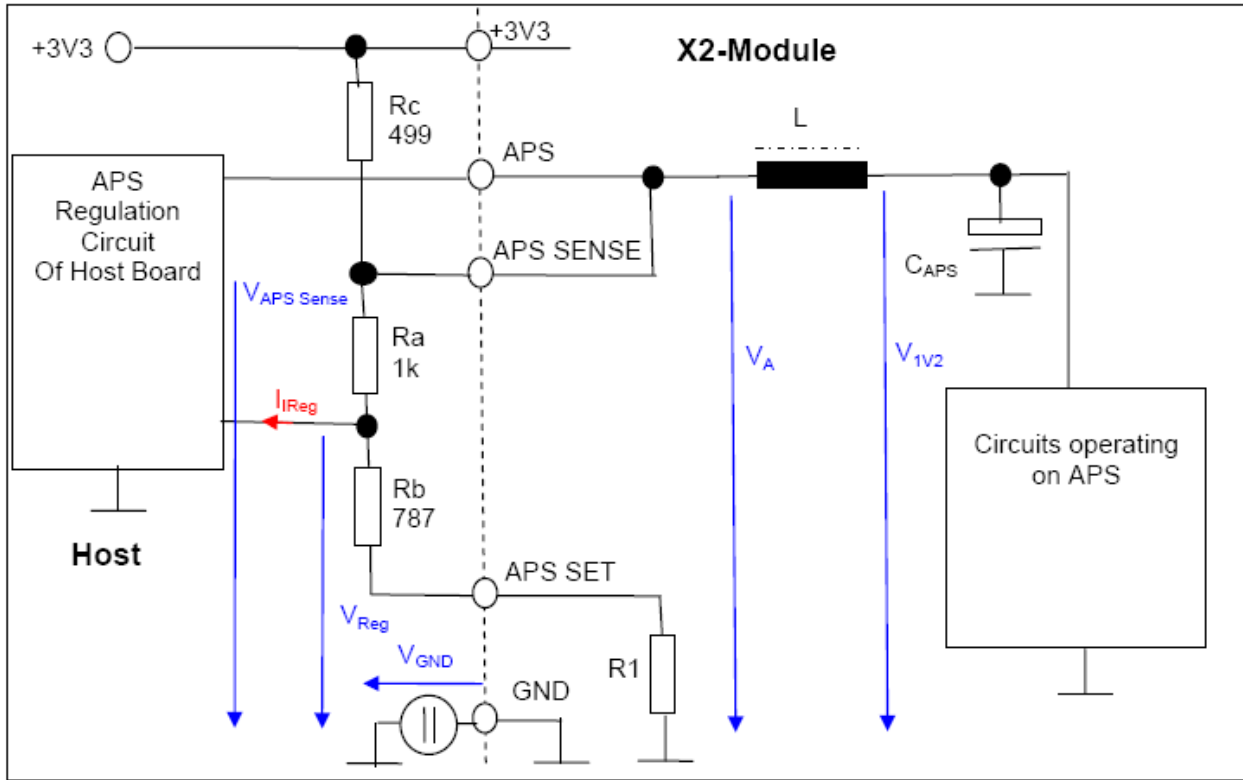 +3V3
+3V3
X2-Module
Rc
499
L
APS
APS
Regulation
Circuit
Of Host Board
APS SENSE
CAPS
VAPS Sense
Ra
1k
VA
V1V2
IIReg
Circuits operating
on APS
Rb
787
Host
APS SET
VReg
VGND
R1
GND